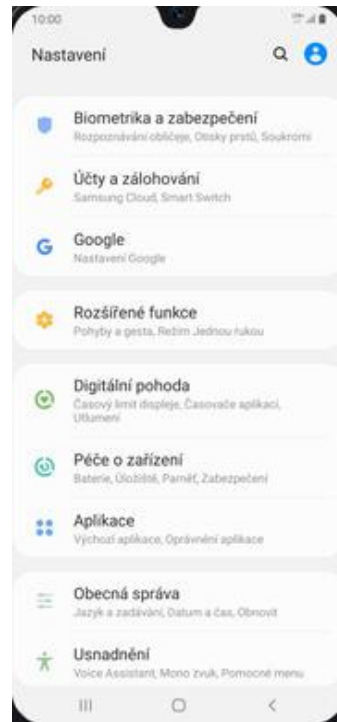 10:00
Nastavení
Biometrika a zabezpečení
Rozpoznávání obličeje, Otisky prstů, Soukromí
Účty a zálohování
Samsung Cloud, Smart Switch
Google
Nastavení Google
Rozšířené funkce
Pohyby a gesta, Režim Jednou rukou
Digitální pohoda
Časový limit displeje, Časovače aplikací,
Utlumení
Péče o zařízení
Baterie, Úložiště, Paměť, Zabezpečení
Aplikace
Výchozí aplikace, Oprávnění aplikace
Obecná správa
Jazyk a zadávání, Datum a čas, Obnovit
Usnadnění
Voice Assistant, Mono zvuk, Pomocné menu